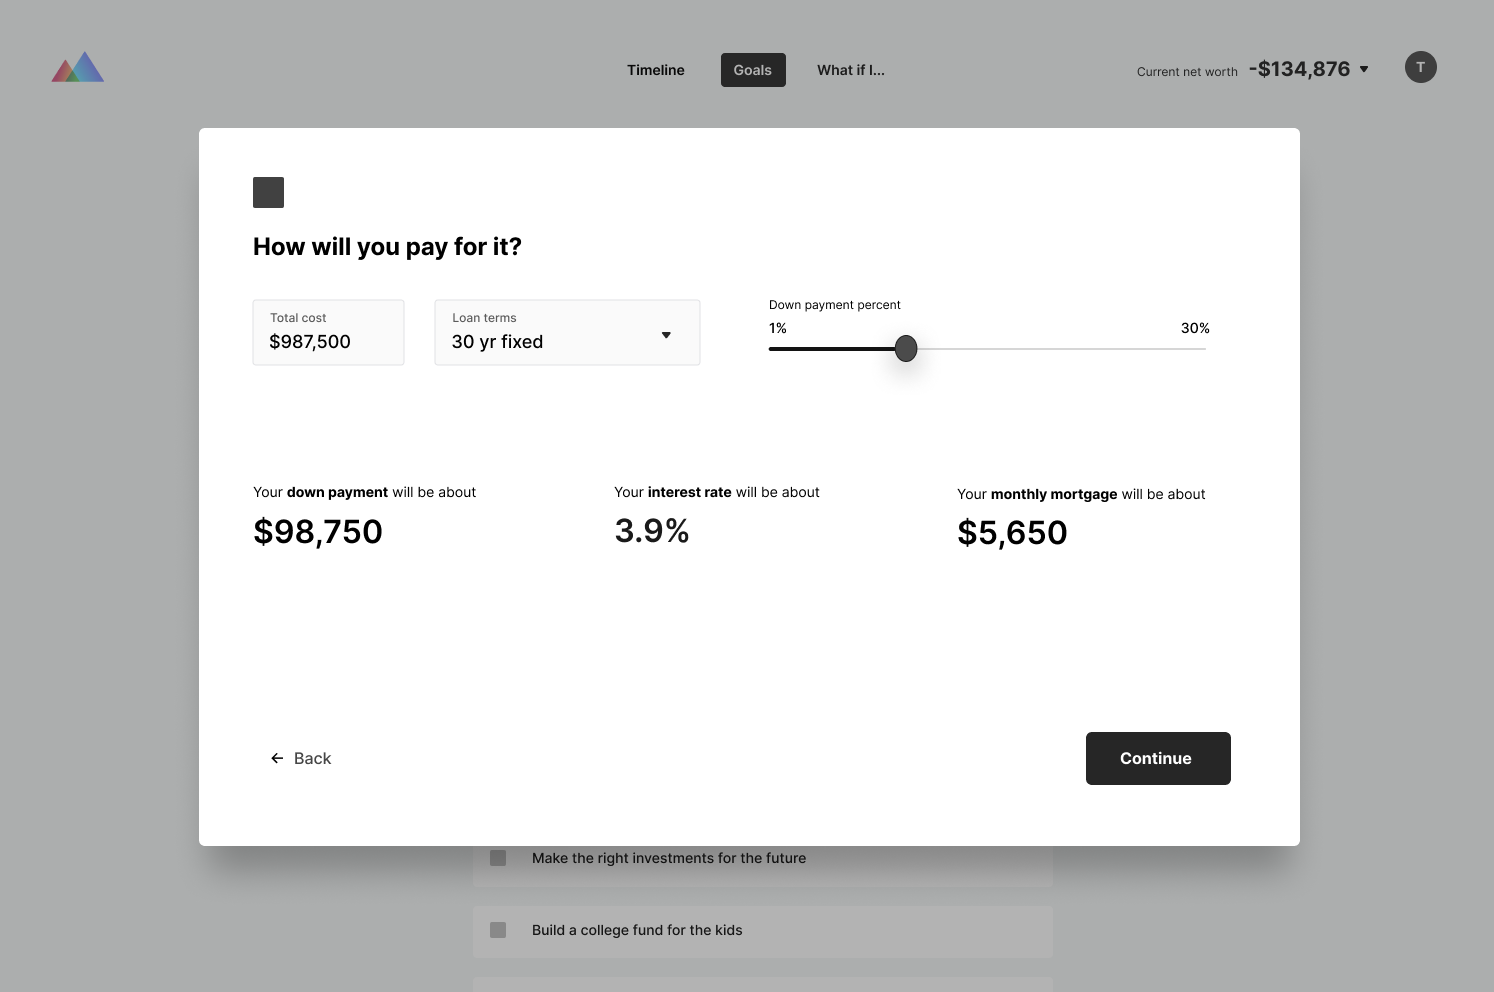 Timeline
Goals
What if I...
Current net worth -$134,876
T
How will you pay for it?
Total cost
$987,500
Loan terms
30 yr fixed
Down payment percent
1%
30%
Your down payment will be about
$98,750
Your interest rate will be about
3.9%
Your monthly mortgage will be about
$5,650
Back
Continue
Make the right investments for the future
Build a college fund for the kids